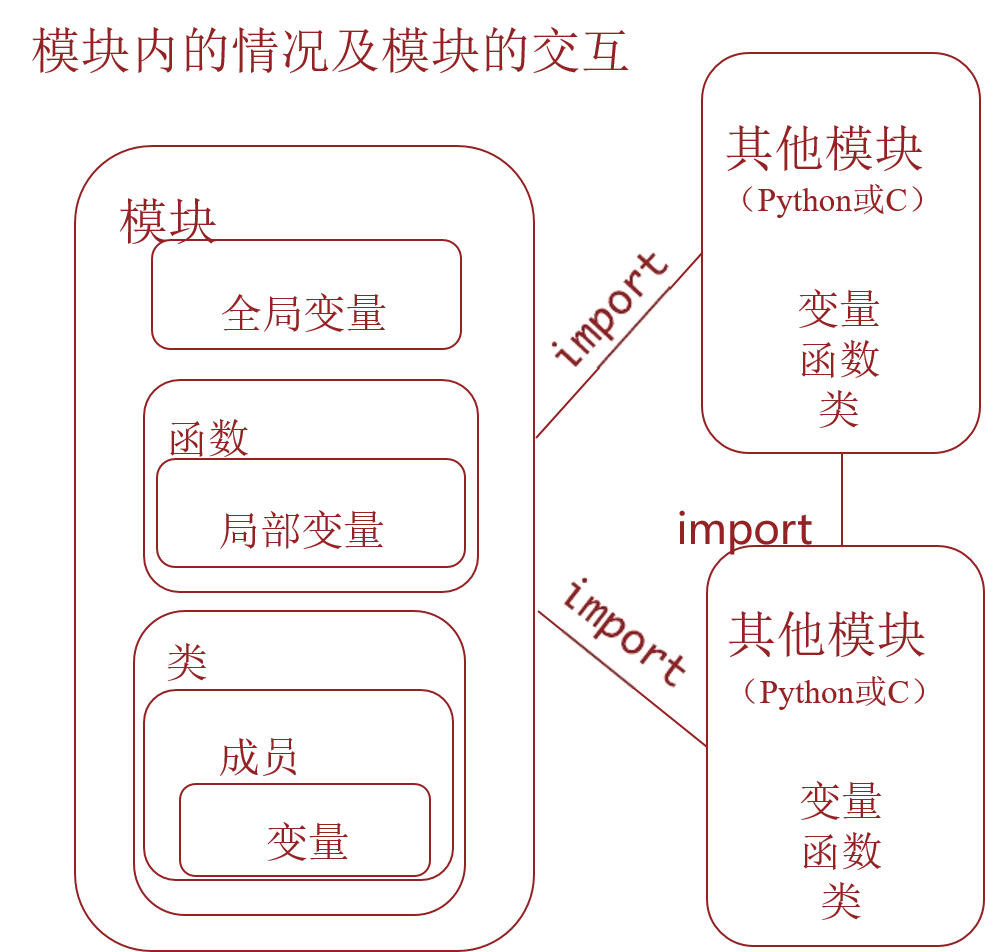 模块内的情况及模块的交互
模块
全局变量
函数
局部变量
类
成员
变量
import
import
import
其他模块
（Python或C）
变量
函数
类
其他模块
（Python或C）
变量
函数
类